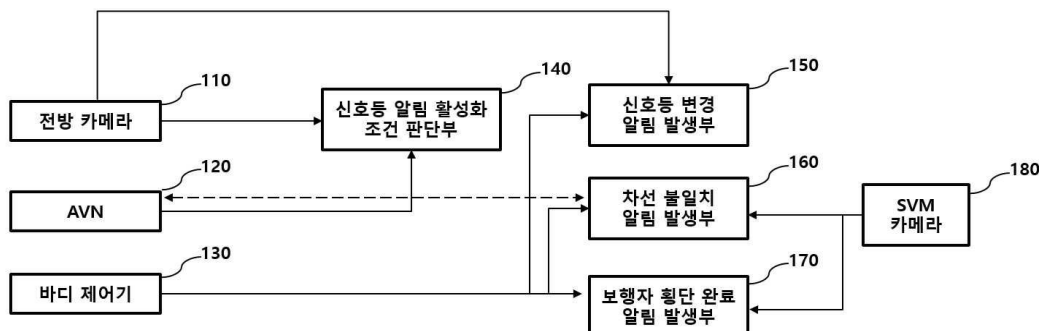 110
전방 카메라
140
신호등 알림 활성화
조건 판단부
150
신호등 변경
알림 발생부
120
AVN
160
차선 불일치
알림 발생부
180
SVM
카메라
130
바디 제어기
170
보행자 횡단 완료
알림 발생부